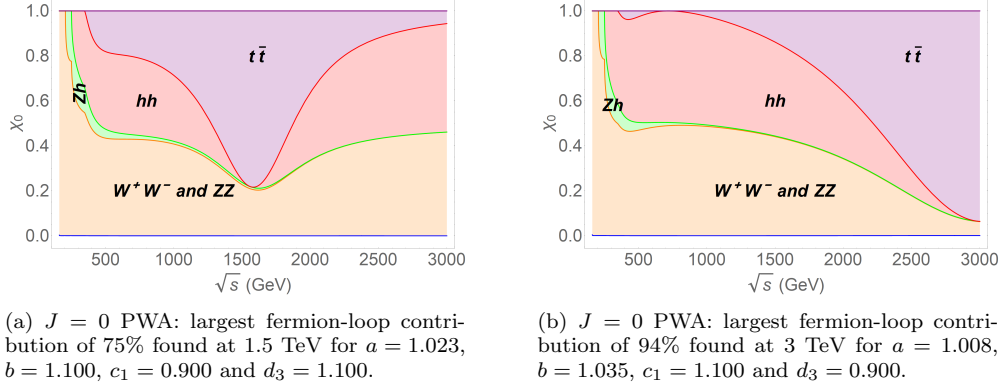 1.0
0.8
0.6
0.4
0.2
0.0
χ₀
t t̄
Zh
hh
W⁺ W⁻ and ZZ
500 1000 1500 2000 2500 3000
√s (GeV)
(a) J = 0 PWA: largest fermion-loop contri-
bution of 75% found at 1.5 TeV for a = 1.023,
b = 1.100, c₁ = 0.900 and d₃ = 1.100.
1.0
0.8
0.6
0.4
0.2
0.0
χ₀
t t̄
hh
Zh
W⁺ W⁻ and ZZ
500 1000 1500 2000 2500 3000
√s (GeV)
(b) J = 0 PWA: largest fermion-loop contri-
bution of 94% found at 3 TeV for a = 1.008,
b = 1.035, c₁ = 1.100 and d₃ = 0.900.